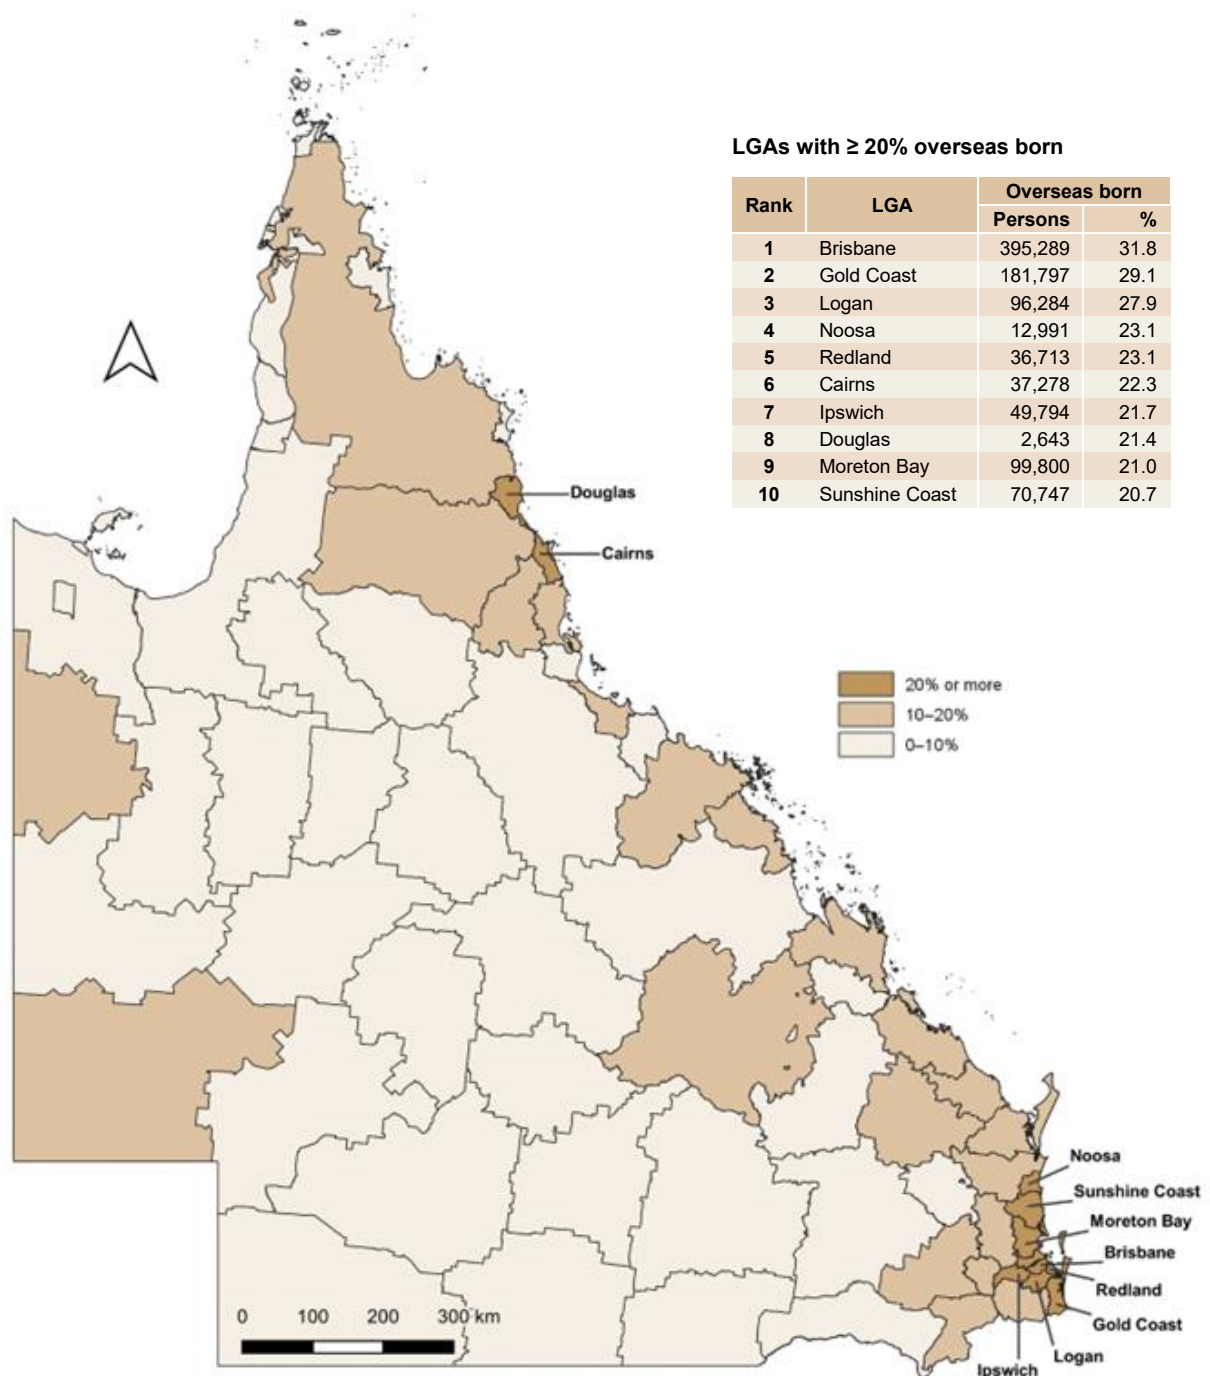 LGAs with ≥ 20% overseas born
Rank LGA Overseas born
Persons %
1 Brisbane 395,289 31.8
2 Gold Coast 181,797 29.1
3 Logan 96,284 27.9
4 Noosa 12,991 23.1
5 Redland 36,713 23.1
6 Cairns 37,278 22.3
7 Ipswich 49,794 21.7
8 Douglas 2,643 21.4
9 Moreton Bay 99,800 21.0
10 Sunshine Coast 70,747 20.7
Douglas
Cairns
20% or more
10–20%
0–10%
Noosa
Sunshine Coast
Moreton Bay
Brisbane
Redland
Gold Coast
Logan
Ipswich
0 100 200 300 km